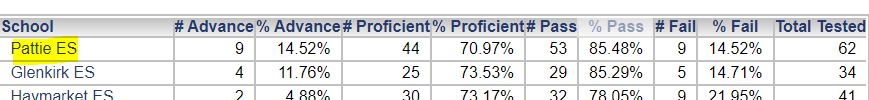 School # Advance % Advance # Proficient % Proficient # Pass % Pass # Fail % Fail Total Tested
Pattie ES 9 14.52% 44 70.97% 53 85.48% 9 14.52% 62
Glenkirk ES 4 11.76% 25 73.53% 29 85.29% 5 14.71% 34
Haymarket ES 2 4.88% 30 73.17% 32 78.05% 9 21.95% 41